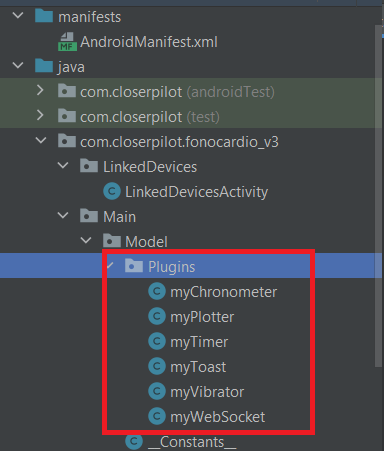 manifests
AndroidManifest.xml
java
com.closerpilot (androidTest)
com.closerpilot (test)
com.closerpilot.fonocardio_v3
LinkedDevices
LinkedDevicesActivity
Main
Model
Plugins
myChronometer
myPlotter
myTimer
myToast
myVibrator
myWebSocket
__Constants__